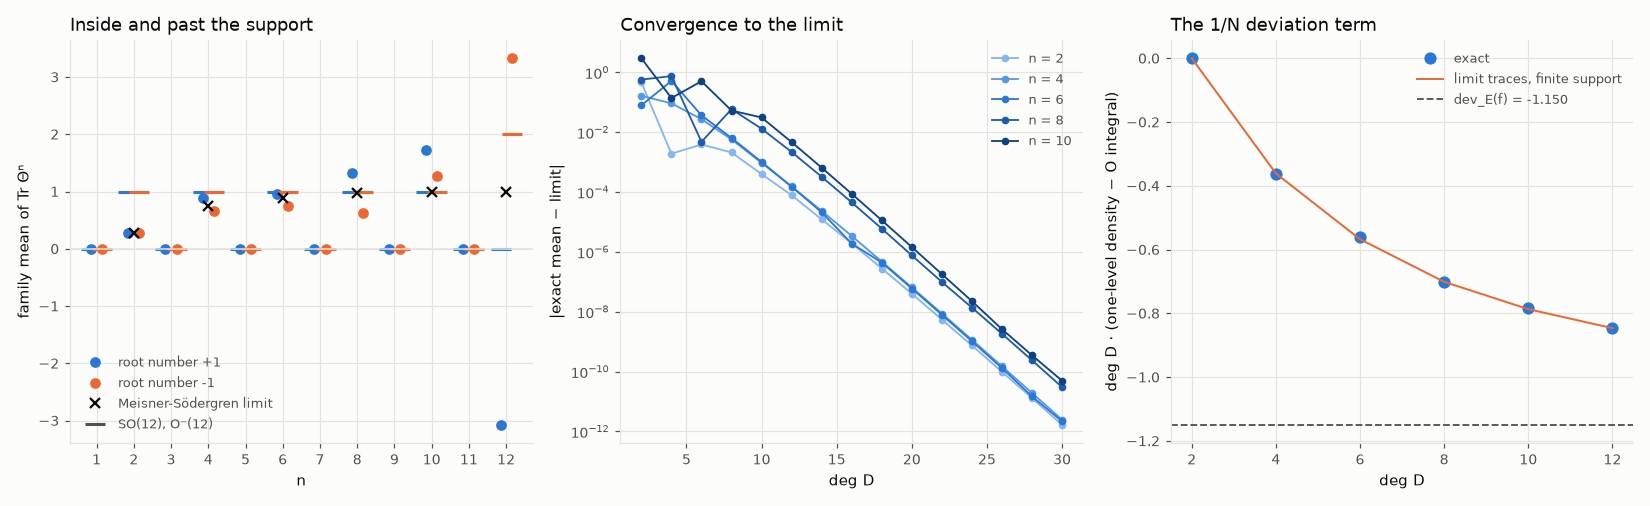 Inside and past the support
3
2
1
0
−1
−2
−3
family mean of Tr Θⁿ
root number +1
root number -1
Meisner-Södergren limit
SO(12), O⁻(12)
1 2 3 4 5 6 7 8 9 10 11 12
n
Convergence to the limit
10⁰
10⁻²
10⁻⁴
10⁻⁶
10⁻⁸
10⁻¹⁰
10⁻¹²
|exact mean − limit|
n = 2
n = 4
n = 6
n = 8
n = 10
5 10 15 20 25 30
deg D
The 1/N deviation term
0.0
−0.2
−0.4
−0.6
−0.8
−1.0
−1.2
deg D · (one-level density − O integral)
exact
limit traces, finite support
dev_E(f) = -1.150
2 4 6 8 10 12
deg D